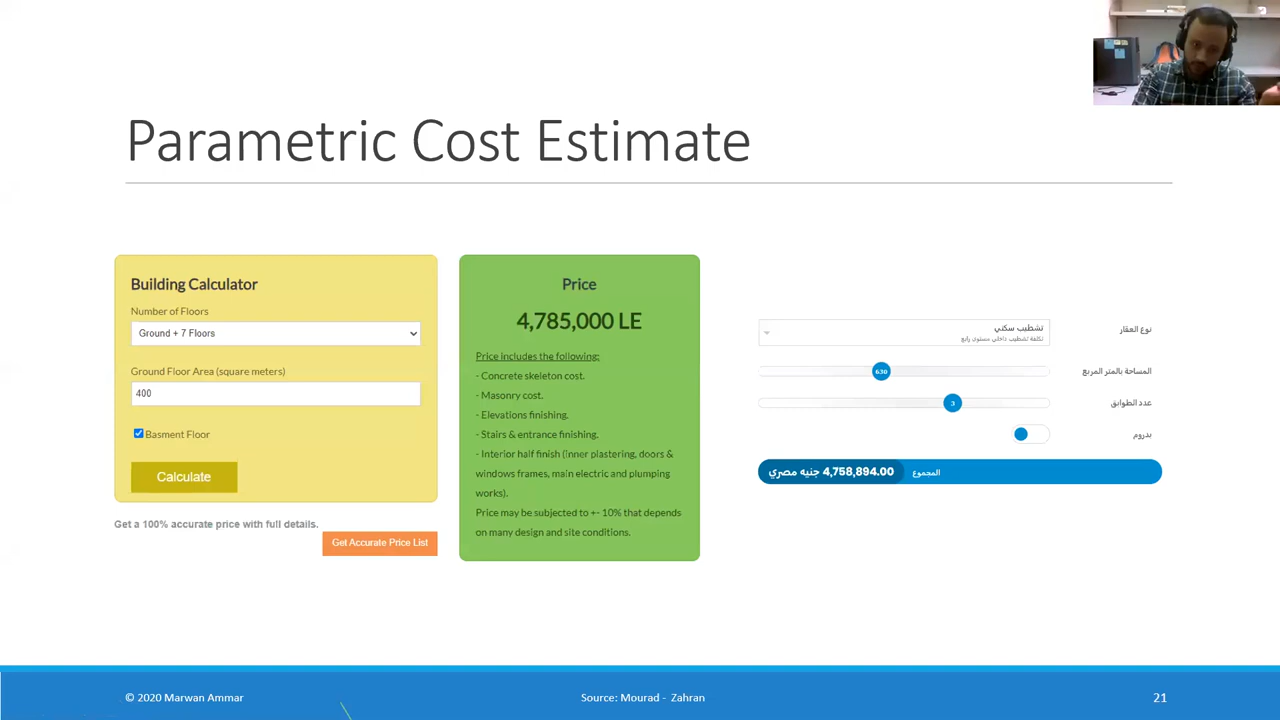 Parametric Cost Estimate
Building Calculator
Number of Floors
Ground + 7 Floors
Ground Floor Area (square meters)
400
Basment Floor
Calculate
Get a 100% accurate price with full details.
Get Accurate Price List
Price
4,785,000 LE
Price includes the following:
- Concrete skeleton cost.
- Masonry cost.
- Elevations finishing.
- Stairs & entrance finishing.
- Interior half finish (inner plastering, doors &
windows frames, main electric and plumping
works).
Price may be subjected to +- 10% that depends
on many design and site conditions.
نوع العقار
تشطيب سكني
تكلفة تشطيب داخلي مستوى رابع
المساحة بالمتر المربع
630
عدد الطوابق
3
بدروم
المجموع
4,758,894.00 جنيه مصري
© 2020 Marwan Ammar
Source: Mourad - Zahran
21